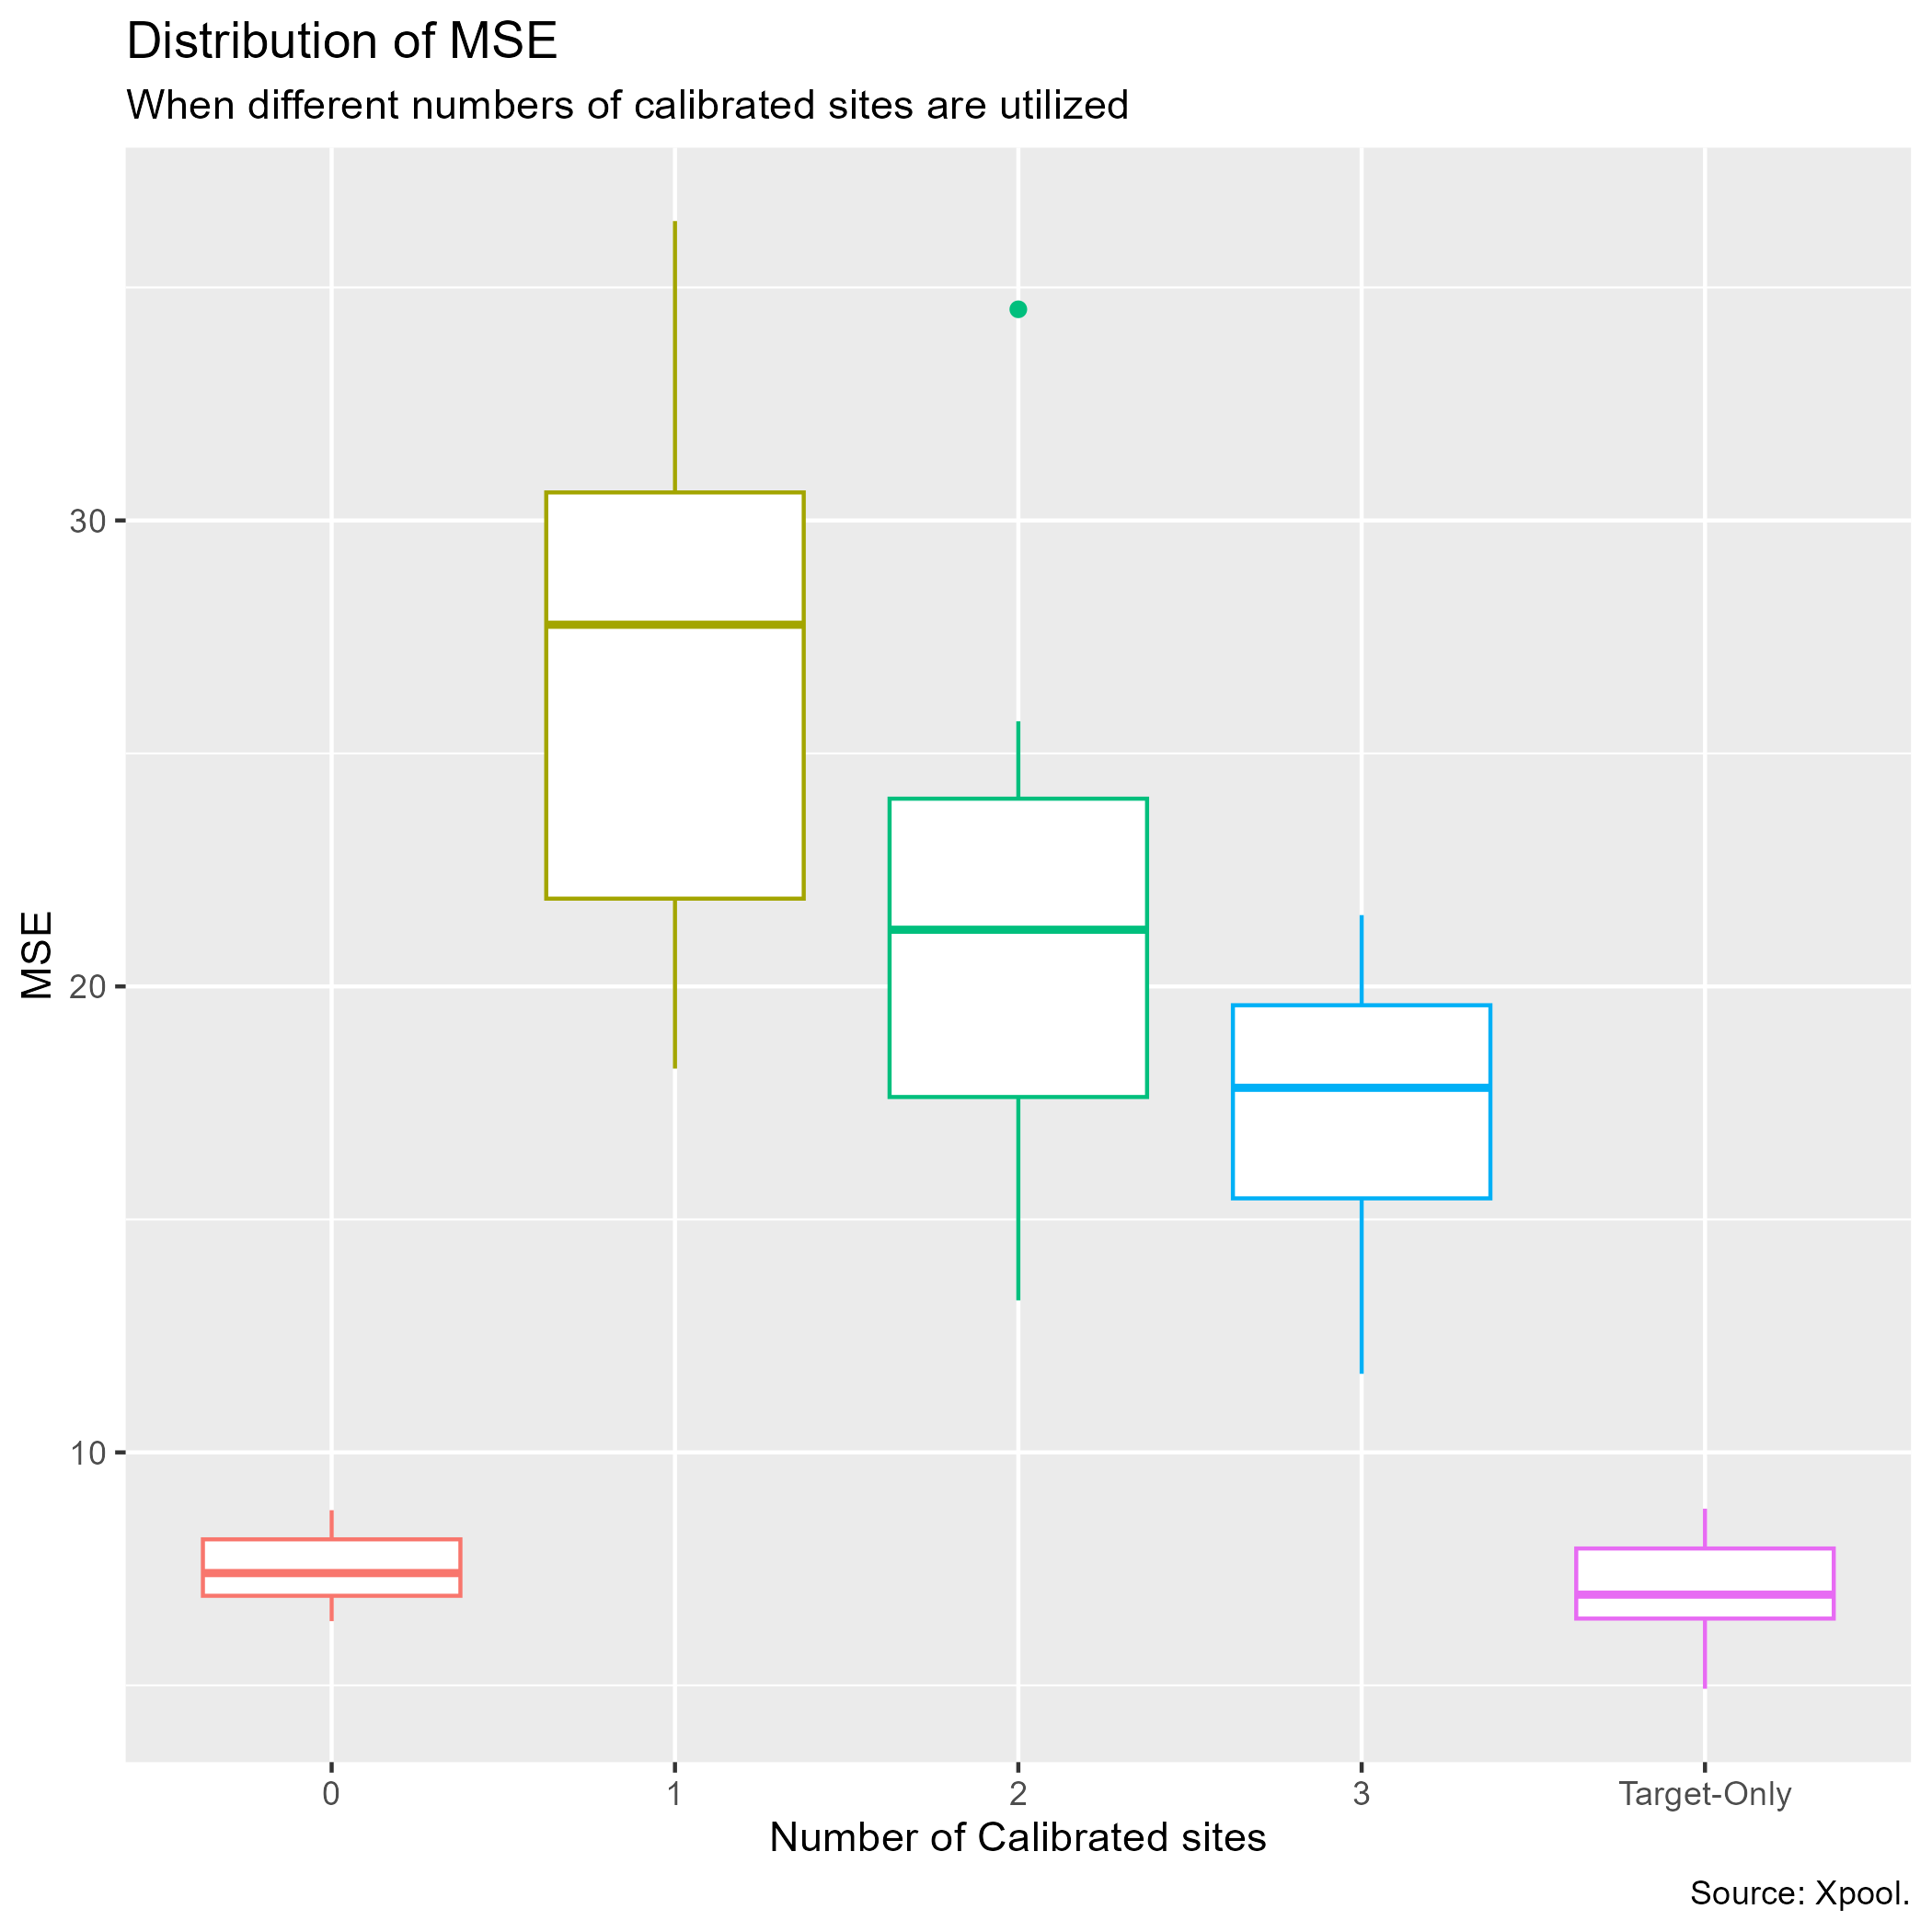 Distribution of MSE
When different numbers of calibrated sites are utilized
MSE
30
20
10
0
1
2
3
Target-Only
Number of Calibrated sites
Source: Xpool.